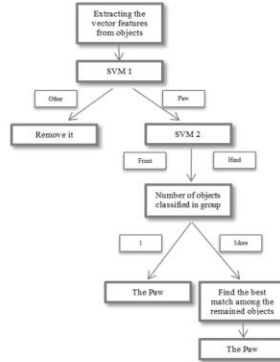 Extracting the
vector features
from objects
SVM 1
Other
Paw
Remove it
SVM 2
Front
Hind
Number of objects
classified in group
1
More
The Paw
Find the best
match among the
remained objects
The Paw